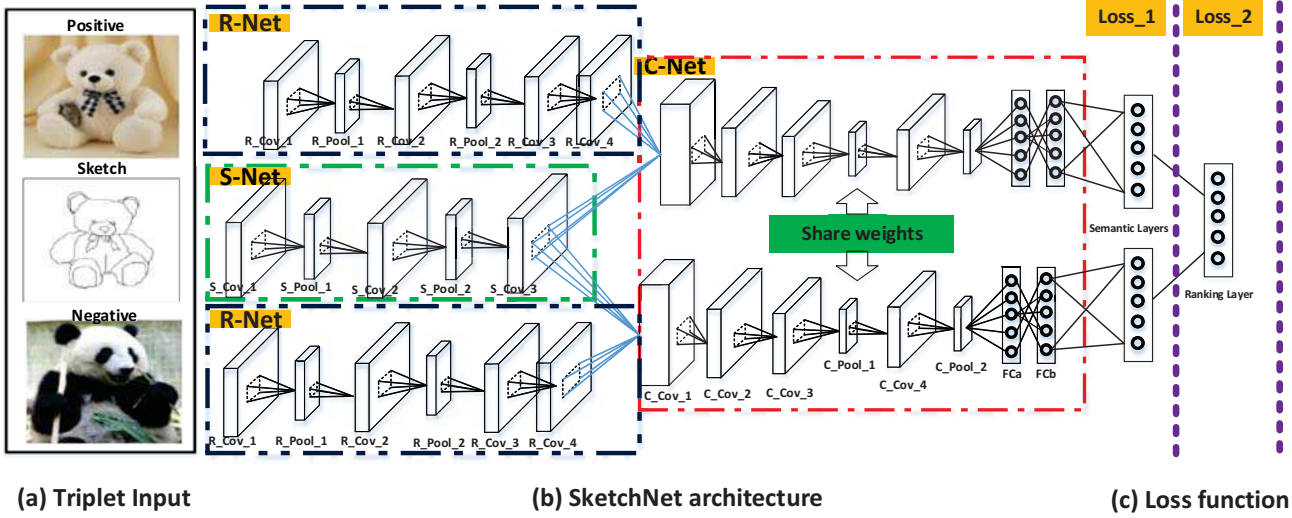 Positive
Sketch
Negative
R-Net
R_Cov_1
R_Pool_1
R_Cov_2
R_Pool_2
R_Cov_3
R_Cov_4
S-Net
S_Cov_1
S_Pool_1
S_Cov_2
S_Pool_2
S_Cov_3
R-Net
R_Cov_1
R_Pool_1
R_Cov_2
R_Pool_2
R_Cov_3
R_Cov_4
C-Net
Share weights
C_Cov_1
C_Cov_2
C_Cov_3
C_Pool_1
C_Cov_4
C_Pool_2
FCa
FCb
Loss_1
Loss_2
Semantic Layers
Ranking Layer
(a) Triplet Input
(b) SketchNet architecture
(c) Loss function